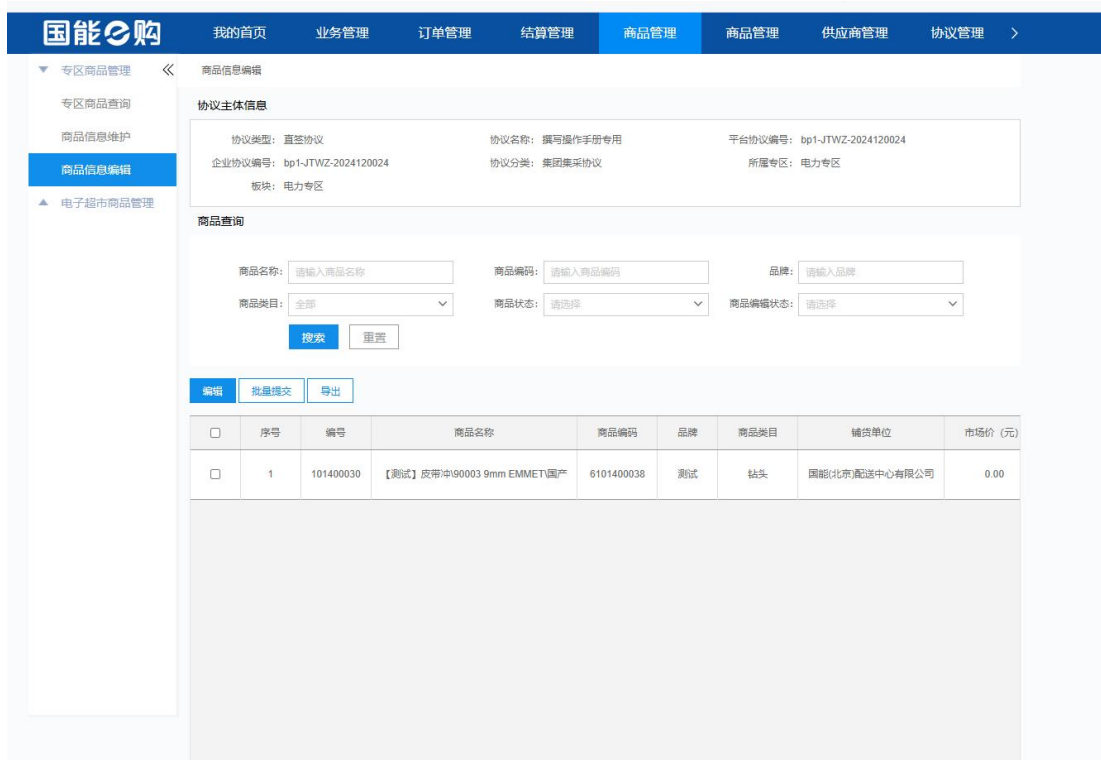 国能e购 我的首页 业务管理 订单管理 结算管理 商品管理 商品管理 供应商管理 协议管理
专区商品管理
专区商品查询
商品信息维护
商品信息编辑
电子超市商品管理
商品信息编辑
协议主体信息
协议类型: 直签协议 协议名称: 撰写操作手册专用 平台协议编号: bp1-JTWZ-2024120024
企业协议编号: bp1-JTWZ-2024120024 协议分类: 集团集采协议 所属专区: 电力专区
板块: 电力专区
商品查询
商品名称: 请输入商品名称 商品编码: 请输入商品编码 品牌: 请输入品牌
商品类目: 全部 商品状态: 请选择 商品编辑状态: 请选择
搜索 重置
编辑 批量提交 导出
序号 编号 商品名称 商品编码 品牌 商品类目 铺货单位 市场价 (元)
1 101400030 【测试】皮带冲\90003 9mm EMMET\国产 6101400038 测试 钻头 国能(北京)配送中心有限公司 0.00